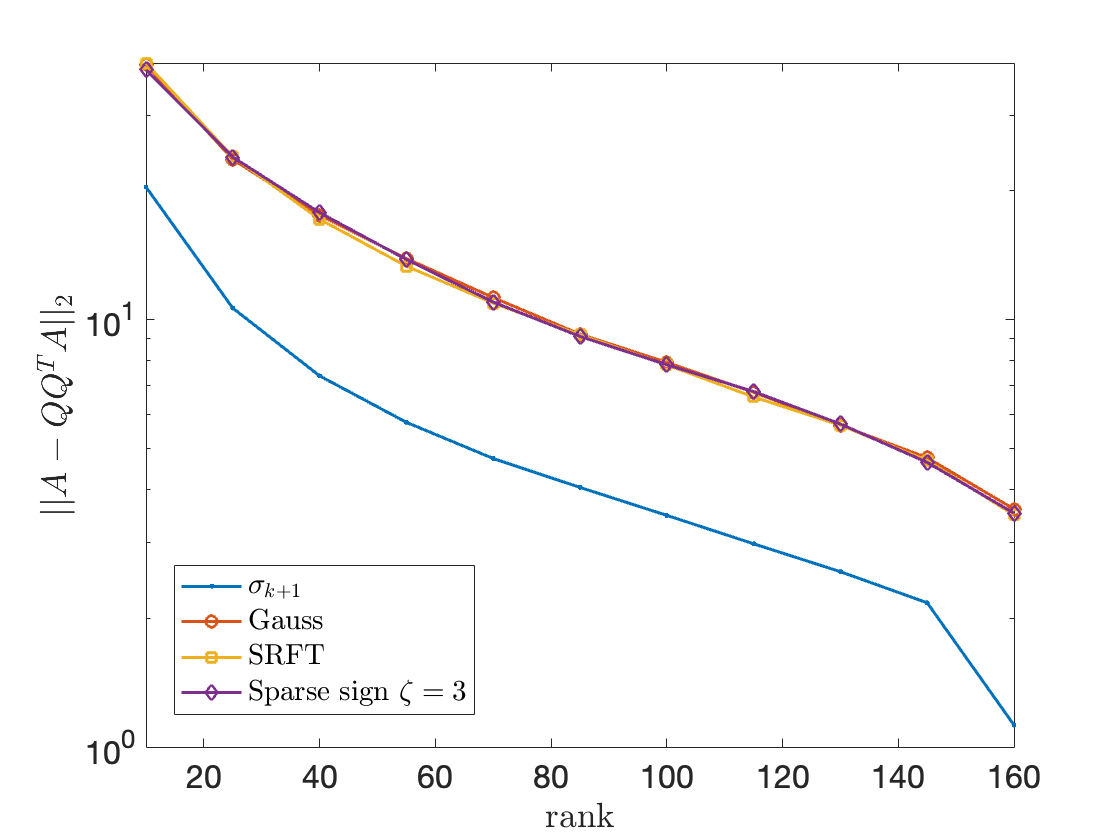 ||A − QQ^T A||_2
10^1
10^0
σ_{k+1}
Gauss
SRFT
Sparse sign ζ = 3
20 40 60 80 100 120 140 160
rank